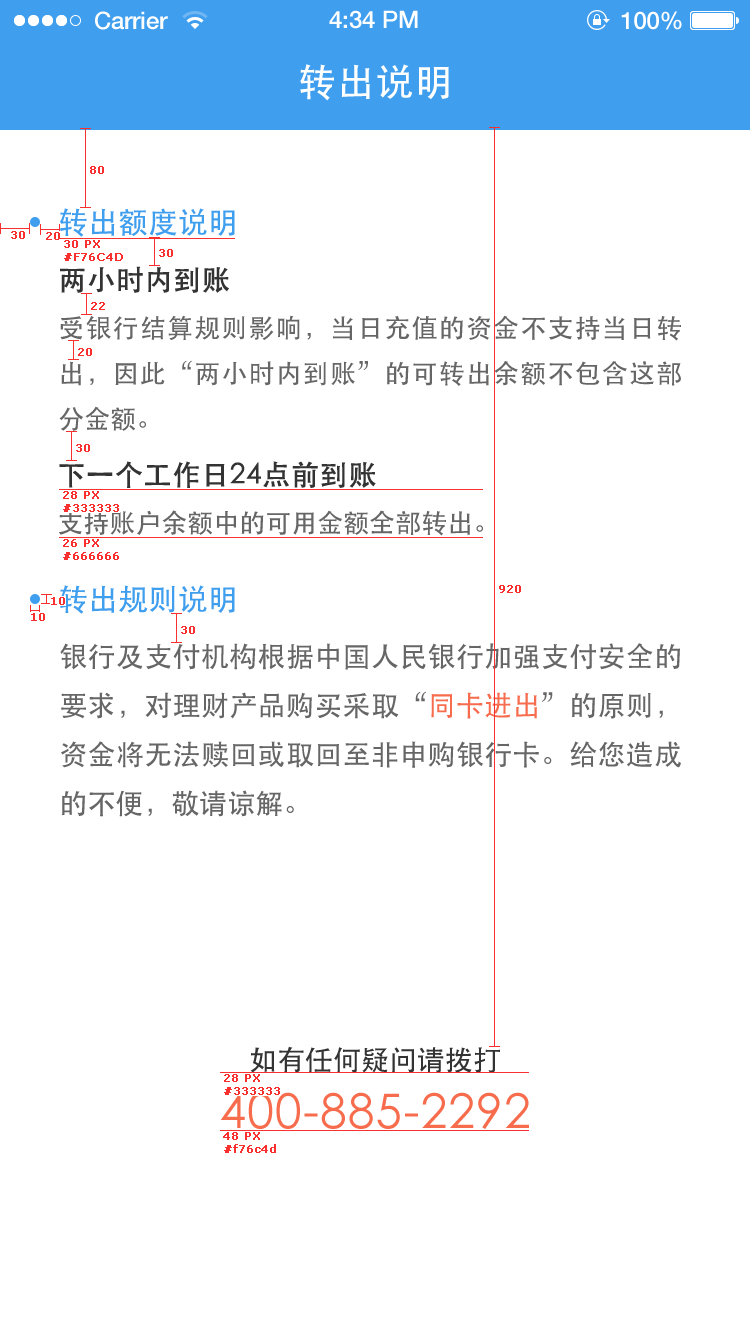 Carrier 4:34 PM 100%
转出说明
80
转出额度说明
30 20 30 PX
#F76C4D
30
两小时内到账
22
受银行结算规则影响，当日充值的资金不支持当日转
20
出，因此“两小时内到账”的可转出余额不包含这部
分金额。
30
下一个工作日24点前到账
28 PX
#333333
支持账户余额中的可用金额全部转出。
26 PX
#666666
920
转出规则说明
10
10
30
银行及支付机构根据中国人民银行加强支付安全的
要求，对理财产品购买采取“同卡进出”的原则，
资金将无法赎回或取回至非申购银行卡。给您造成
的不便，敬请谅解。
如有任何疑问请拨打
28 PX
#333333
400-885-2292
48 PX
#f76c4d